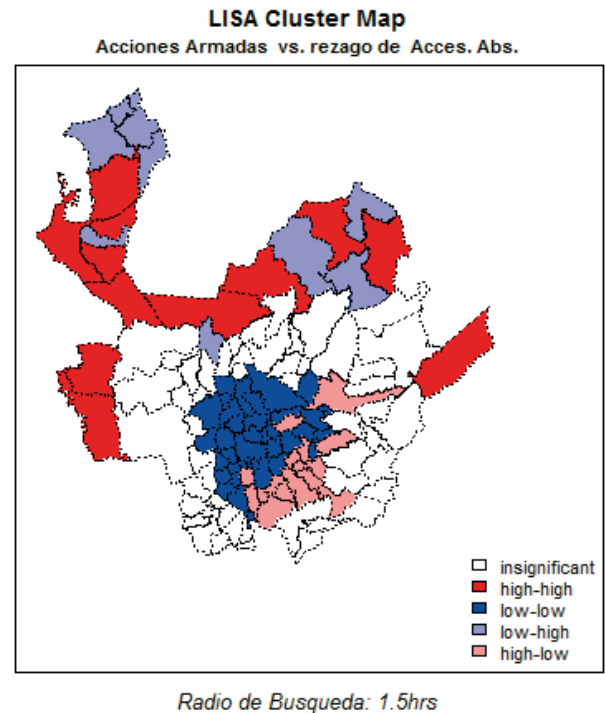 LISA Cluster Map
Acciones Armadas vs. rezago de Acces. Abs.
insignificant
high-high
low-low
low-high
high-low
Radio de Busqueda: 1.5hrs